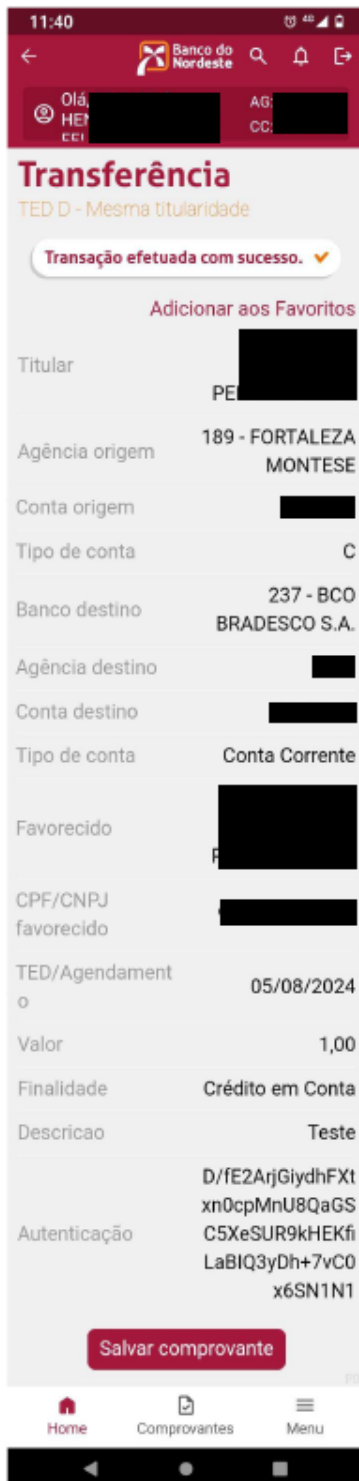 11:40
4G
Banco do
Nordeste
Olá,
AG:
CC:
Transferência
TED D - Mesma titularidade
Transação efetuada com sucesso.
Adicionar aos Favoritos
Titular
Agência origem
189 - FORTALEZA
MONTESE
Conta origem
Tipo de conta
C
Banco destino
237 - BCO
BRADESCO S.A.
Agência destino
Conta destino
Tipo de conta
Conta Corrente
Favorecido
CPF/CNPJ
favorecido
TED/Agendament
o
05/08/2024
Valor
1,00
Finalidade
Crédito em Conta
Descricao
Teste
Autenticação
D/fE2ArjGiydhFXt
xn0cpMnU8QaGS
C5XeSUR9kHEKfi
LaBIQ3yDh+7vC0
x6SN1N1
Salvar comprovante
Home
Comprovantes
Menu